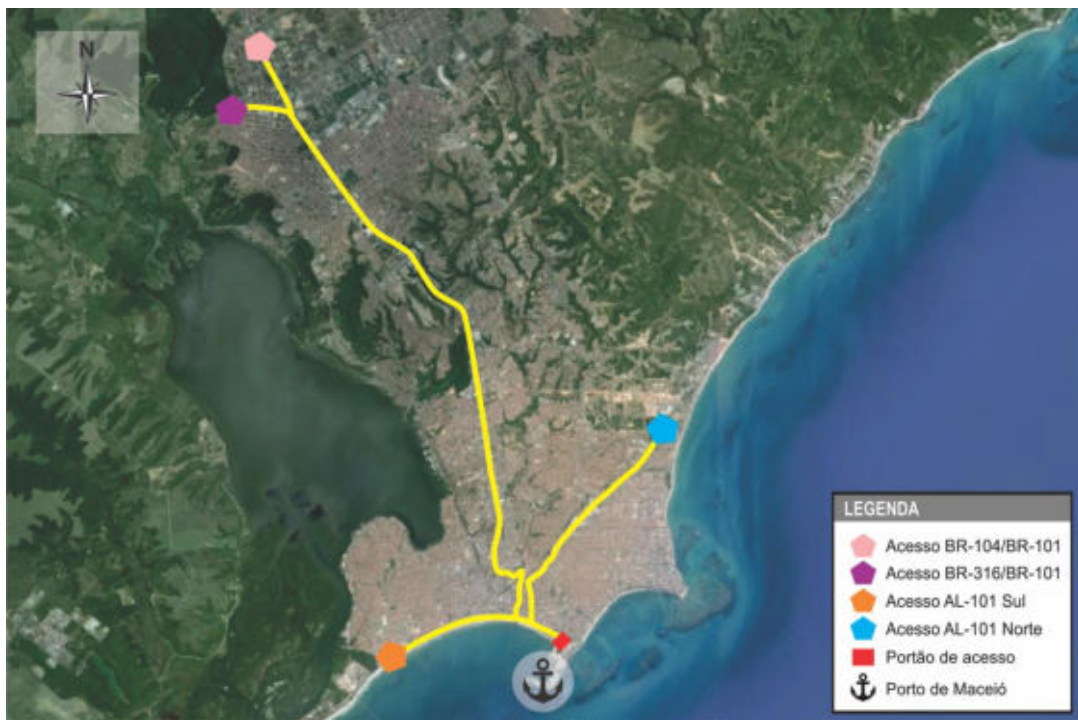 N
LEGENDA
Acesso BR-104/BR-101
Acesso BR-316/BR-101
Acesso AL-101 Sul
Acesso AL-101 Norte
Portão de acesso
Porto de Maceió